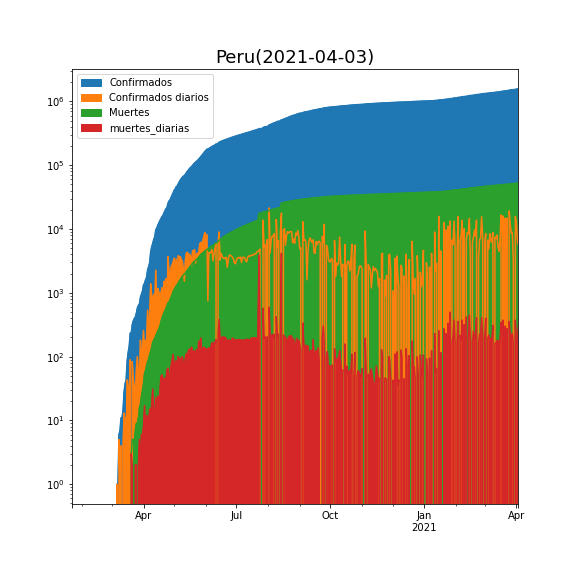 Peru(2021-04-03)
Confirmados
Confirmados diarios
Muertes
muertes_diarias
10⁶
10⁵
10⁴
10³
10²
10¹
10⁰
Apr Jul Oct Jan Apr
2021